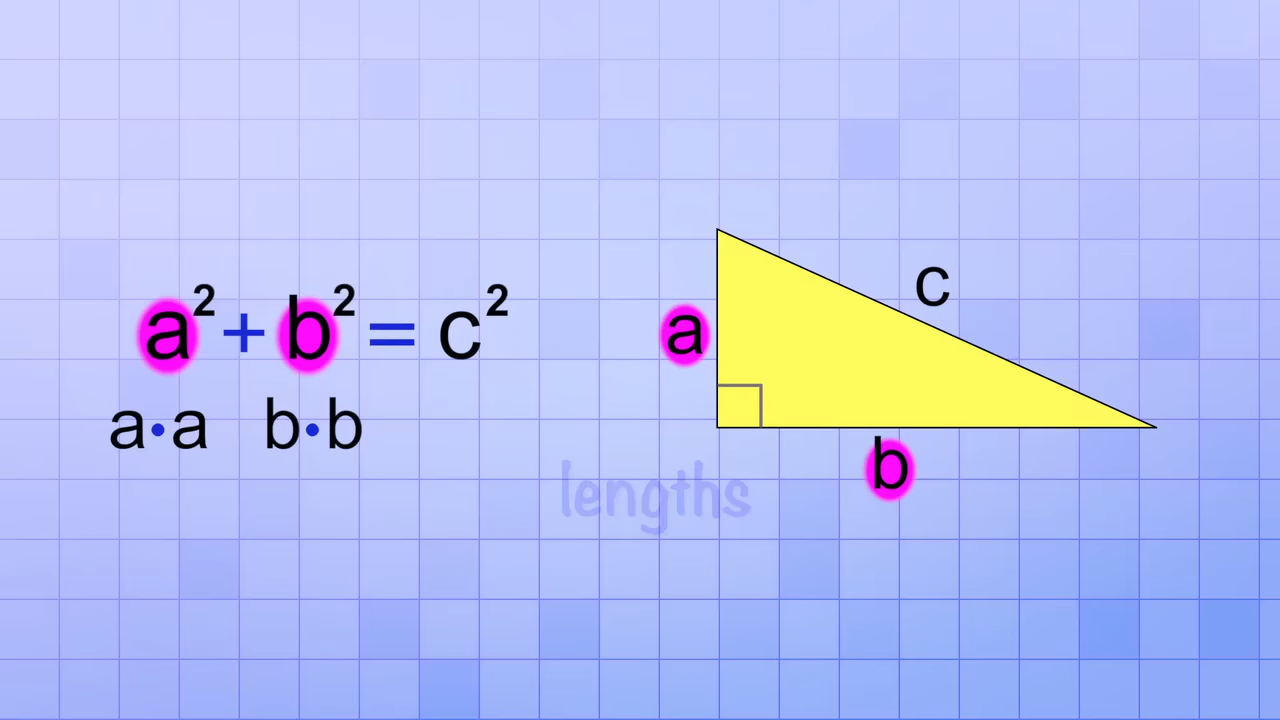 a² + b² = c²
a·a b·b
c
a
b
lengths